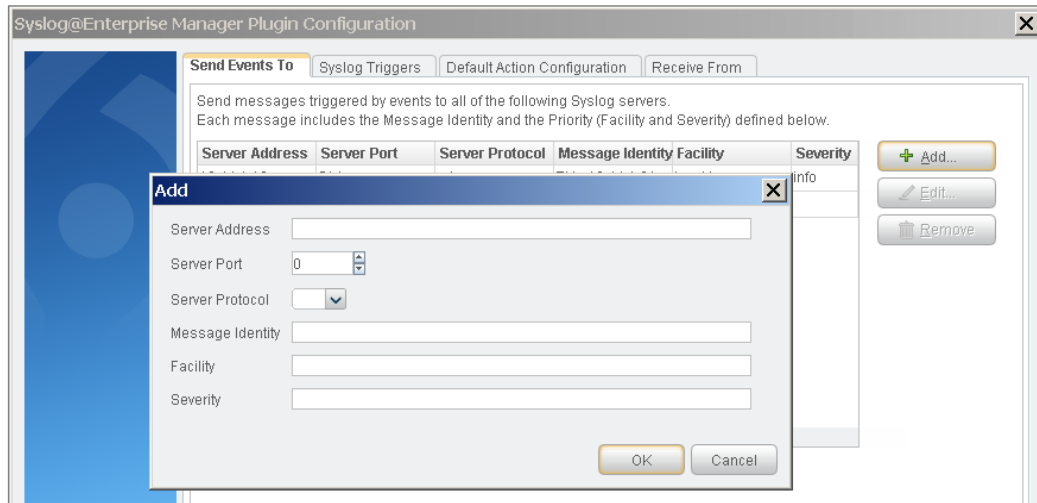 Syslog@Enterprise Manager Plugin Configuration
Send Events To Syslog Triggers Default Action Configuration Receive From
Send messages triggered by events to all of the following Syslog servers.
Each message includes the Message Identity and the Priority (Facility and Severity) defined below.
Server Address Server Port Server Protocol Message Identity Facility Severity
info
Add...
Edit...
Remove
Add
Server Address
Server Port 0
Server Protocol
Message Identity
Facility
Severity
OK Cancel